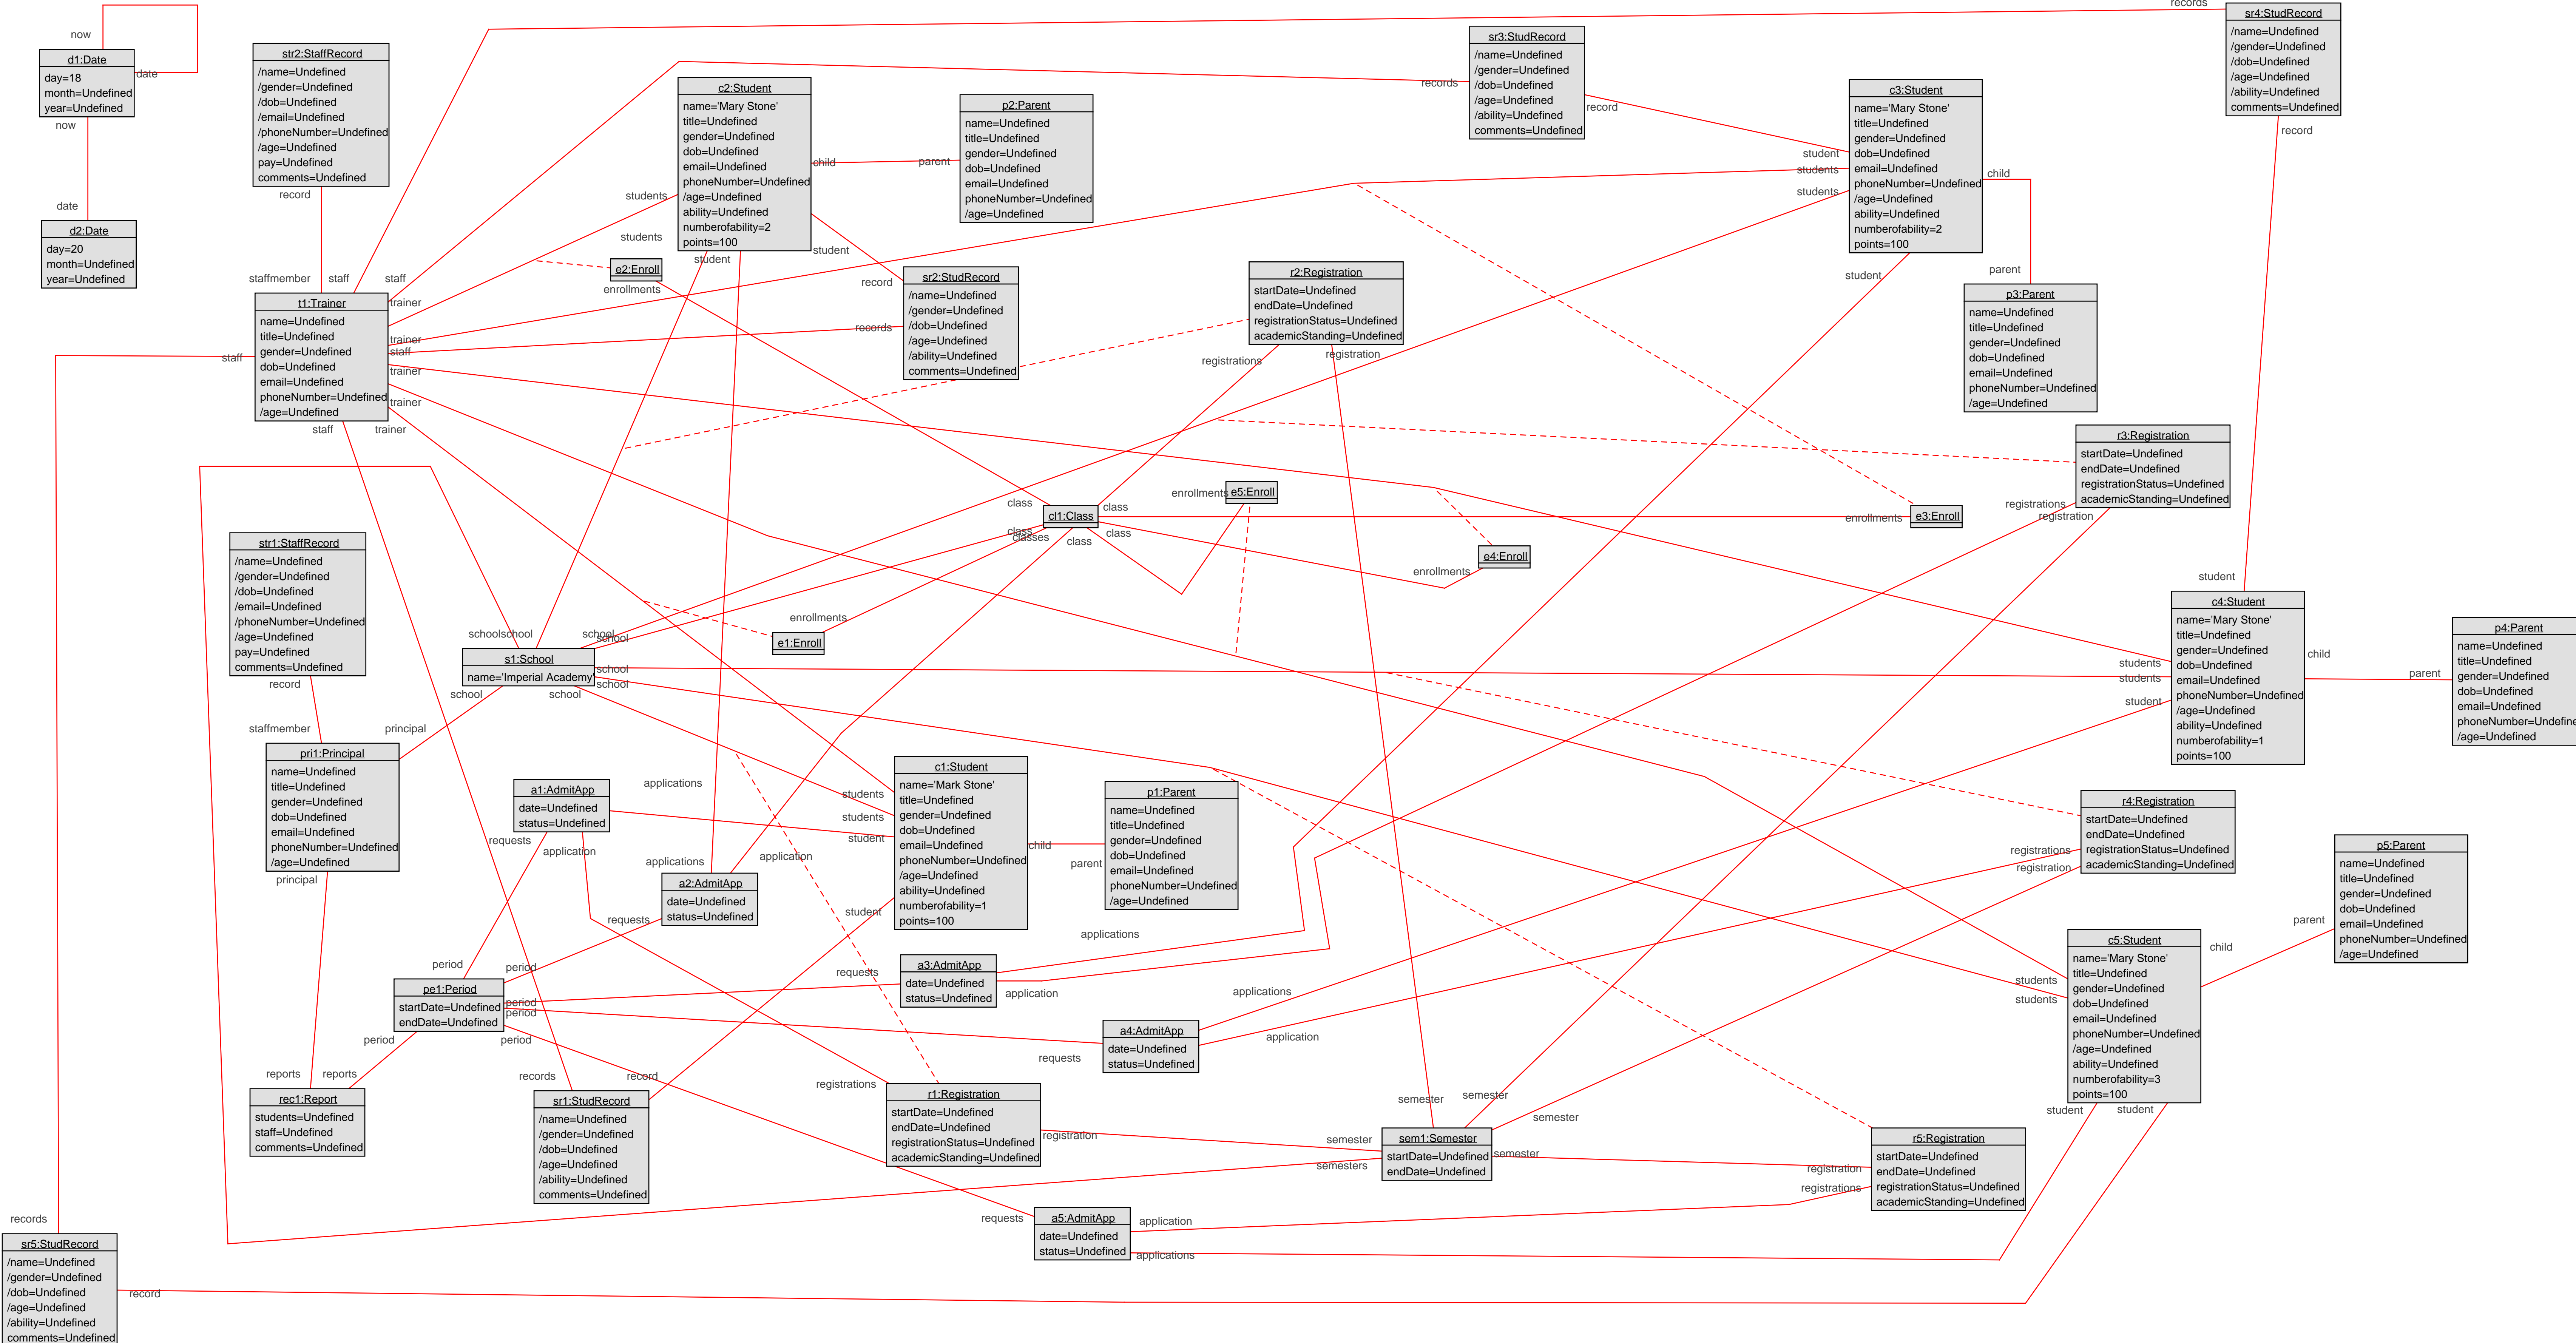 now
d1:Date
day=18
month=Undefined
year=Undefined
date
now
date
d2:Date
day=20
month=Undefined
year=Undefined
str2:StaffRecord
/name=Undefined
/gender=Undefined
/dob=Undefined
/email=Undefined
/phoneNumber=Undefined
/age=Undefined
pay=Undefined
comments=Undefined
record
staffmember
staff
staff
t1:Trainer
name=Undefined
title=Undefined
gender=Undefined
dob=Undefined
email=Undefined
phoneNumber=Undefined
/age=Undefined
trainer
trainer
staff
trainer
trainer
staff
staff
trainer
c2:Student
name='Mary Stone'
title=Undefined
gender=Undefined
dob=Undefined
email=Undefined
phoneNumber=Undefined
/age=Undefined
ability=Undefined
numberofability=2
points=100
students
students
student
child
student
parent
p2:Parent
name=Undefined
title=Undefined
gender=Undefined
dob=Undefined
email=Undefined
phoneNumber=Undefined
/age=Undefined
e2:Enroll
enrollments
record
records
sr2:StudRecord
/name=Undefined
/gender=Undefined
/dob=Undefined
/age=Undefined
/ability=Undefined
comments=Undefined
sr3:StudRecord
/name=Undefined
/gender=Undefined
/dob=Undefined
/age=Undefined
/ability=Undefined
comments=Undefined
records
record
c3:Student
name='Mary Stone'
title=Undefined
gender=Undefined
dob=Undefined
email=Undefined
phoneNumber=Undefined
/age=Undefined
ability=Undefined
numberofability=2
points=100
student
students
students
student
child
parent
p3:Parent
name=Undefined
title=Undefined
gender=Undefined
dob=Undefined
email=Undefined
phoneNumber=Undefined
/age=Undefined
records
sr4:StudRecord
/name=Undefined
/gender=Undefined
/dob=Undefined
/age=Undefined
/ability=Undefined
comments=Undefined
record
r2:Registration
startDate=Undefined
endDate=Undefined
registrationStatus=Undefined
academicStanding=Undefined
registrations
registration
r3:Registration
startDate=Undefined
endDate=Undefined
registrationStatus=Undefined
academicStanding=Undefined
registrations
registration
cl1:Class
class
class
class
classes
class
class
enrollments
e5:Enroll
enrollments
e3:Enroll
enrollments
e4:Enroll
enrollments
e1:Enroll
str1:StaffRecord
/name=Undefined
/gender=Undefined
/dob=Undefined
/email=Undefined
/phoneNumber=Undefined
/age=Undefined
pay=Undefined
comments=Undefined
record
staffmember
schoolschool
school
school
s1:School
name='Imperial Academy
school
school
school
school
principal
pri1:Principal
name=Undefined
title=Undefined
gender=Undefined
dob=Undefined
email=Undefined
phoneNumber=Undefined
/age=Undefined
principal
a1:AdmitApp
date=Undefined
status=Undefined
applications
requests
application
applications
application
a2:AdmitApp
date=Undefined
status=Undefined
requests
c1:Student
name='Mark Stone'
title=Undefined
gender=Undefined
dob=Undefined
email=Undefined
phoneNumber=Undefined
/age=Undefined
ability=Undefined
numberofability=1
points=100
students
students
student
student
child
parent
p1:Parent
name=Undefined
title=Undefined
gender=Undefined
dob=Undefined
email=Undefined
phoneNumber=Undefined
/age=Undefined
student
c4:Student
name='Mary Stone'
title=Undefined
gender=Undefined
dob=Undefined
email=Undefined
phoneNumber=Undefined
/age=Undefined
ability=Undefined
numberofability=1
points=100
students
students
student
child
parent
p4:Parent
name=Undefined
title=Undefined
gender=Undefined
dob=Undefined
email=Undefined
phoneNumber=Undefine
/age=Undefined
r4:Registration
startDate=Undefined
endDate=Undefined
registrationStatus=Undefined
academicStanding=Undefined
registrations
registration
p5:Parent
name=Undefined
title=Undefined
gender=Undefined
dob=Undefined
email=Undefined
phoneNumber=Undefined
/age=Undefined
parent
child
c5:Student
name='Mary Stone'
title=Undefined
gender=Undefined
dob=Undefined
email=Undefined
phoneNumber=Undefined
/age=Undefined
ability=Undefined
numberofability=3
points=100
students
students
student
student
period
period
pe1:Period
startDate=Undefined
endDate=Undefined
period
period
period
period
applications
requests
a3:AdmitApp
date=Undefined
status=Undefined
application
applications
a4:AdmitApp
date=Undefined
status=Undefined
requests
application
reports
reports
rec1:Report
students=Undefined
staff=Undefined
comments=Undefined
records
record
sr1:StudRecord
/name=Undefined
/gender=Undefined
/dob=Undefined
/age=Undefined
/ability=Undefined
comments=Undefined
registrations
r1:Registration
startDate=Undefined
endDate=Undefined
registrationStatus=Undefined
academicStanding=Undefined
registration
semester
semester
semester
semester
semesters
semester
sem1:Semester
startDate=Undefined
endDate=Undefined
registration
registrations
r5:Registration
startDate=Undefined
endDate=Undefined
registrationStatus=Undefined
academicStanding=Undefined
requests
a5:AdmitApp
date=Undefined
status=Undefined
application
applications
records
sr5:StudRecord
/name=Undefined
/gender=Undefined
/dob=Undefined
/age=Undefined
/ability=Undefined
comments=Undefined
record